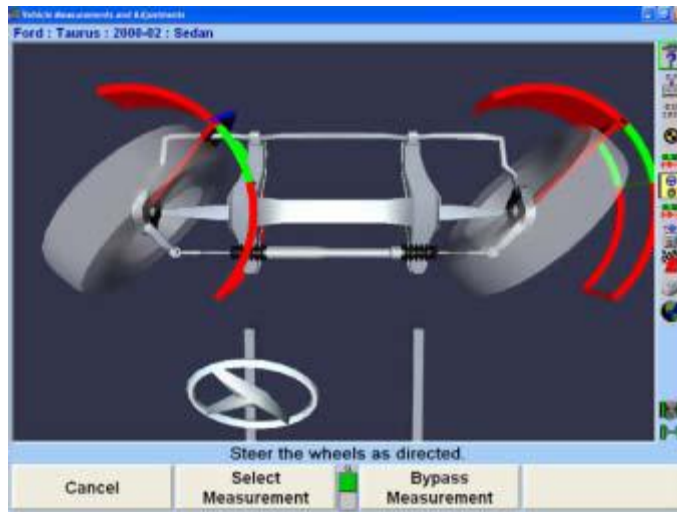 Vehicle Measurements and Adjustments
Ford : Taurus : 2000-02 : Sedan
Steer the wheels as directed.
Cancel
Select
Measurement
Bypass
Measurement